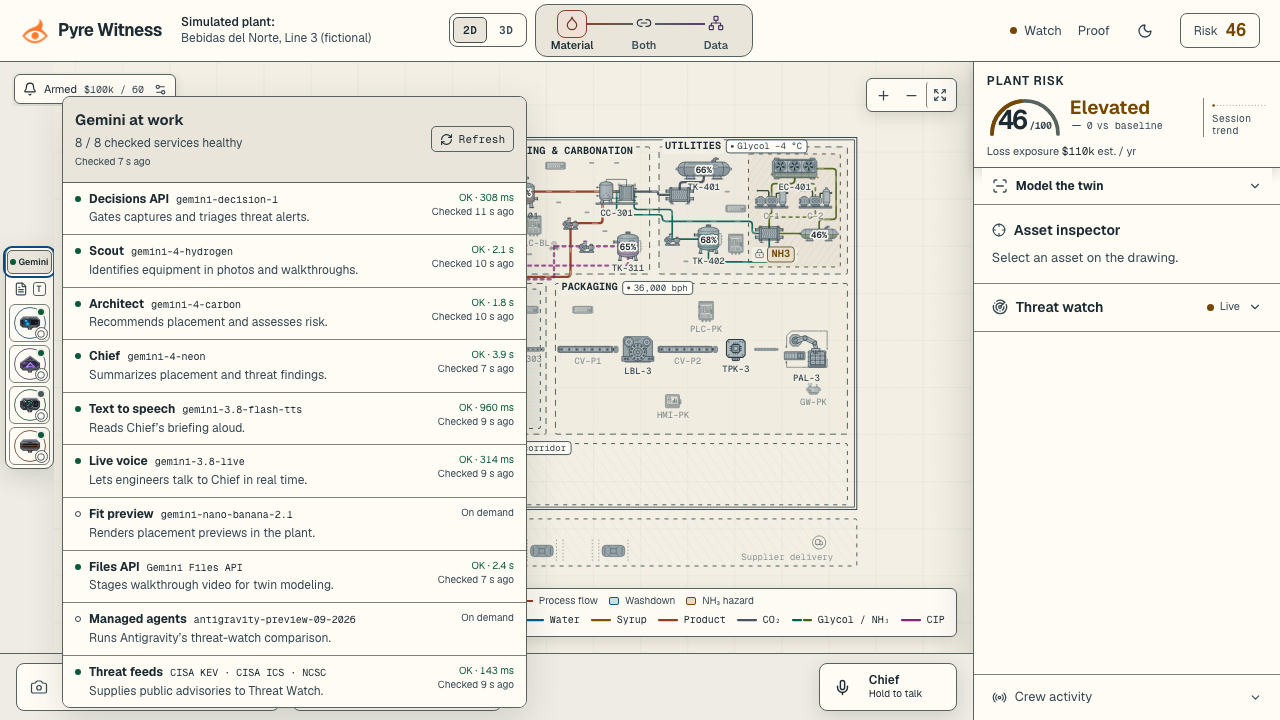 Pyre Witness
Simulated plant:
Bebidas del Norte, Line 3 (fictional)
2D 3D
Material Both Data
Watch Proof
Risk 46
Armed $100k / 60
Gemini at work
8 / 8 checked services healthy
Checked 7 s ago
Refresh
Decisions API gemini-decision-1
Gates captures and triages threat alerts.
OK · 308 ms
Checked 11 s ago
Scout gemini-4-hydrogen
Identifies equipment in photos and walkthroughs.
OK · 2.1 s
Checked 10 s ago
Architect gemini-4-carbon
Recommends placement and assesses risk.
OK · 1.8 s
Checked 10 s ago
Chief gemini-4-neon
Summarizes placement and threat findings.
OK · 3.9 s
Checked 7 s ago
Text to speech gemini-3.8-flash-tts
Reads Chief’s briefing aloud.
OK · 960 ms
Checked 9 s ago
Live voice gemini-3.8-live
Lets engineers talk to Chief in real time.
OK · 314 ms
Checked 9 s ago
Fit preview gemini-nano-banana-2.1
Renders placement previews in the plant.
On demand
Files API Gemini Files API
Stages walkthrough video for twin modeling.
OK · 2.4 s
Checked 7 s ago
Managed agents antigravity-preview-09-2026
Runs Antigravity’s threat-watch comparison.
On demand
Threat feeds CISA KEV · CISA ICS · NCSC
Supplies public advisories to Threat Watch.
OK · 143 ms
Checked 9 s ago
Gemini
T
ING & CARBONATION
CC-301
65%
TK-311
UTILITIES
Glycol −4 °C
66%
TK-401
EC-401
68%
TK-402
46%
NH3
PACKAGING
36,000 bph
PLC-PK
CV-P1
LBL-3
CV-P2
TPK-3
PAL-3
GW-PK
HMI-PK
orridor
Supplier delivery
Process flow Washdown NH₃ hazard
Water Syrup Product CO₂ Glycol / NH₃ CIP
Chief
Hold to talk
PLANT RISK
46 /100
Elevated
— 0 vs baseline
Session
trend
Loss exposure $110k est. / yr
Model the twin
Asset inspector
Select an asset on the drawing.
Threat watch
Live
Crew activity